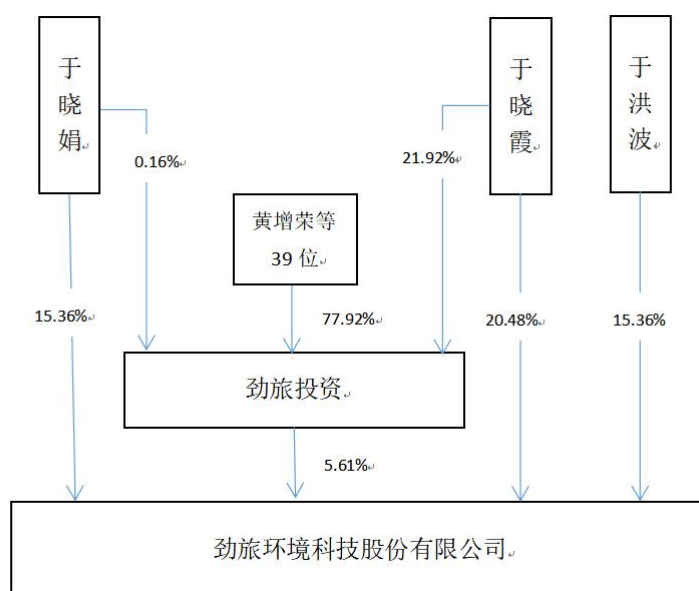 于晓娟
于晓霞
于洪波
0.16%
21.92%
黄增荣等
39 位
15.36%
77.92%
20.48%
15.36%
劲旅投资
5.61%
劲旅环境科技股份有限公司